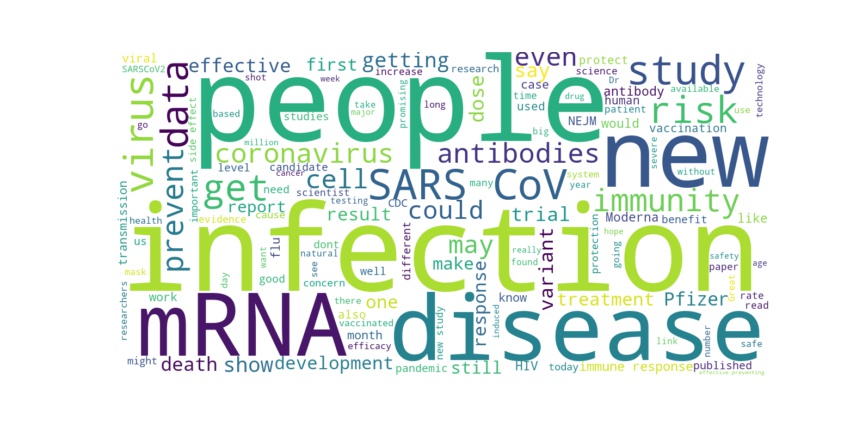 viral
SARSCoV2
effective
first
getting
even
say
protect
science
Dr
study
virus
data
people
shot
week
increase
research
promising
dose
case
time
used
drug
antibody
human
patient
available
technology
go
based
studies
take
major
long
NEJM
would
risk
use
vaccination
side effect
million
coronavirus
antibodies
big
new
prevent
get
level
candidate
cancer
need
scientist
testing
cell
SARS CoV
many
system
year
severe
without
immunity
transmission
important
report
result
CDC
could
trial
Moderna
benefit
like
health
evidence
cause
us
mask
infection
flu
dont
natural
see
concern
well
different
may
make
really
found
protection
hope
going
safety
paper
age
want
day
good
variant
researchers
work
mRNA
there
one
also
vaccinated
month
efficacy
disease
response
know
induced
treatment
Pfizer
great
rate
read
number
link
safe
might
death
show
development
new study
pandemic
still
HIV
today
immune response
published
effective preventing